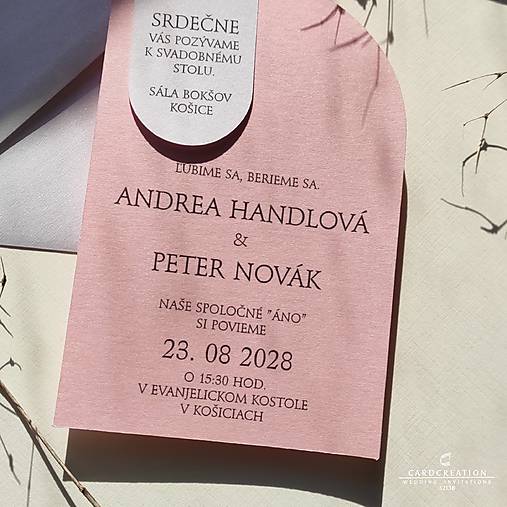 SRDEČNE
VÁS POZÝVAME
K SVADOBNÉMU
STOLU.
SÁLA BOKŠOV
KOŠICE
ĽÚBIME SA, BERIEME SA.
ANDREA HANDLOVÁ
&
PETER NOVÁK
NAŠE SPOLOČNÉ "ÁNO"
SI POVIEME
23. 08 2028
O 15:30 HOD.
V EVANJELICKOM KOSTOLE
V KOŠICIACH
CARDCREATION
WEDDING INVITATIONS